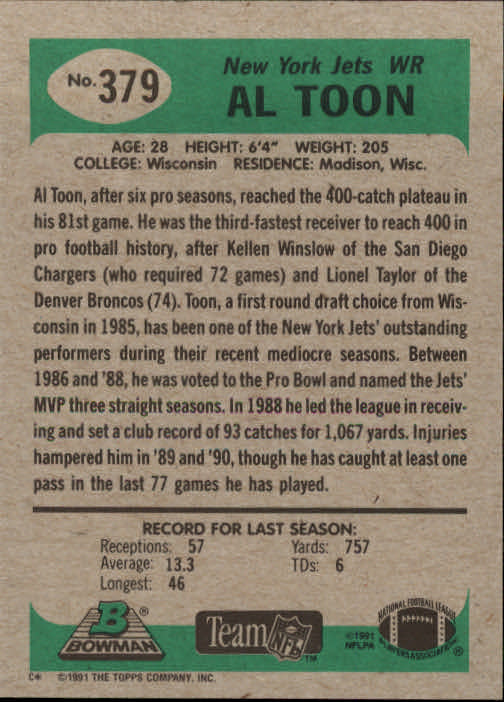 No. 379
New York Jets WR
AL TOON
AGE: 28 HEIGHT: 6'4" WEIGHT: 205
COLLEGE: Wisconsin RESIDENCE: Madison, Wisc.
Al Toon, after six pro seasons, reached the 400-catch plateau in
his 81st game. He was the third-fastest receiver to reach 400 in
pro football history, after Kellen Winslow of the San Diego
Chargers (who required 72 games) and Lionel Taylor of the
Denver Broncos (74). Toon, a first round draft choice from Wis-
consin in 1985, has been one of the New York Jets' outstanding
performers during their recent mediocre seasons. Between
1986 and '88, he was voted to the Pro Bowl and named the Jets'
MVP three straight seasons. In 1988 he led the league in receiv-
ing and set a club record of 93 catches for 1,067 yards. Injuries
hampered him in '89 and '90, though he has caught at least one
pass in the last 77 games he has played.
RECORD FOR LAST SEASON:
Receptions: 57 Yards: 757
Average: 13.3 TDs: 6
Longest: 46
B ®
BOWMAN
Team NFL ™
©1991
NFLPA
NATIONAL FOOTBALL LEAGUE
PLAYERS ASSOCIATION ®
C* ©1991 THE TOPPS COMPANY, INC.